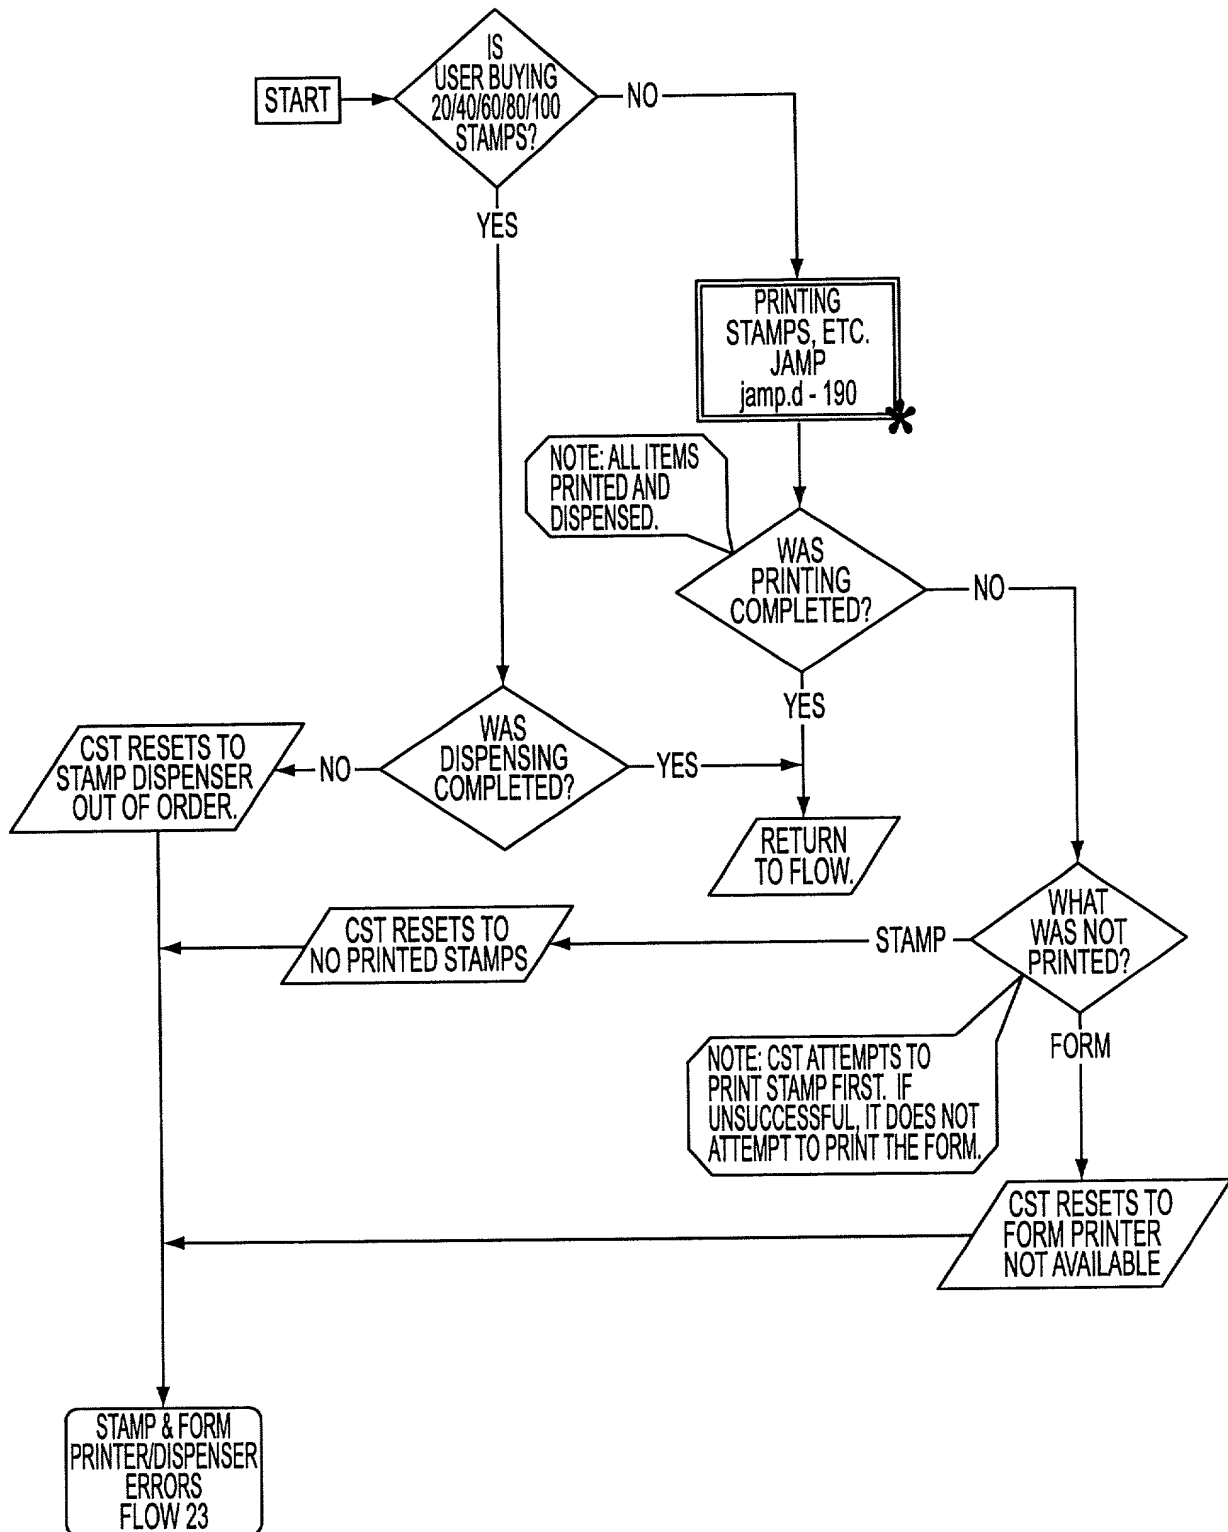 START
IS
USER BUYING
20/40/60/80/100
STAMPS?
NO
YES
PRINTING
STAMPS, ETC.
JAMP
jamp.d - 190
*
NOTE: ALL ITEMS
PRINTED AND
DISPENSED.
WAS
PRINTING
COMPLETED?
NO
YES
CST RESETS TO
STAMP DISPENSER
OUT OF ORDER.
NO
WAS
DISPENSING
COMPLETED?
YES
RETURN
TO FLOW.
WHAT
WAS NOT
PRINTED?
STAMP
CST RESETS TO
NO PRINTED STAMPS
FORM
NOTE: CST ATTEMPTS TO
PRINT STAMP FIRST. IF
UNSUCCESSFUL, IT DOES NOT
ATTEMPT TO PRINT THE FORM.
CST RESETS TO
FORM PRINTER
NOT AVAILABLE
STAMP & FORM
PRINTER/DISPENSER
ERRORS
FLOW 23